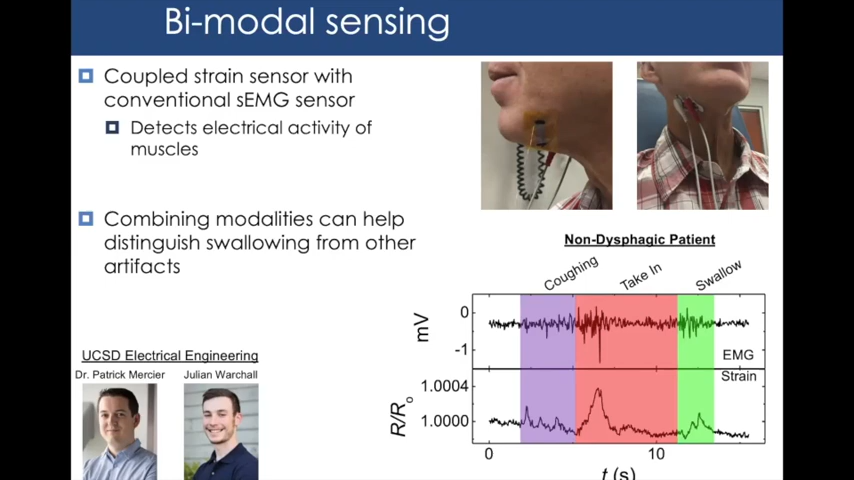 Bi-modal sensing
Coupled strain sensor with
conventional sEMG sensor
Detects electrical activity of
muscles
Combining modalities can help
distinguish swallowing from other
artifacts
UCSD Electrical Engineering
Dr. Patrick Mercier
Julian Warchall
Non-Dysphagic Patient
Coughing
Take In
Swallow
0
mV
-1
EMG
Strain
1.0004
R/Ro
1.0000
0
10
t (s)